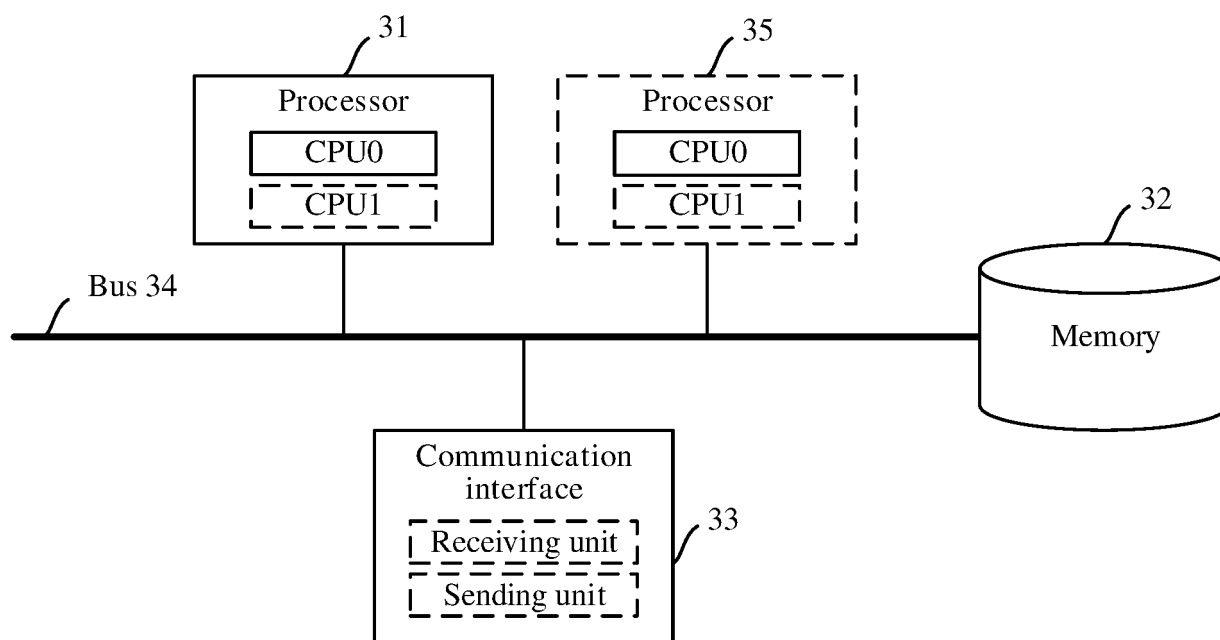 31
35
Processor
Processor
CPU0
CPU0
CPU1
CPU1
32
Bus 34
Memory
Communication
interface
33
Receiving unit
Sending unit